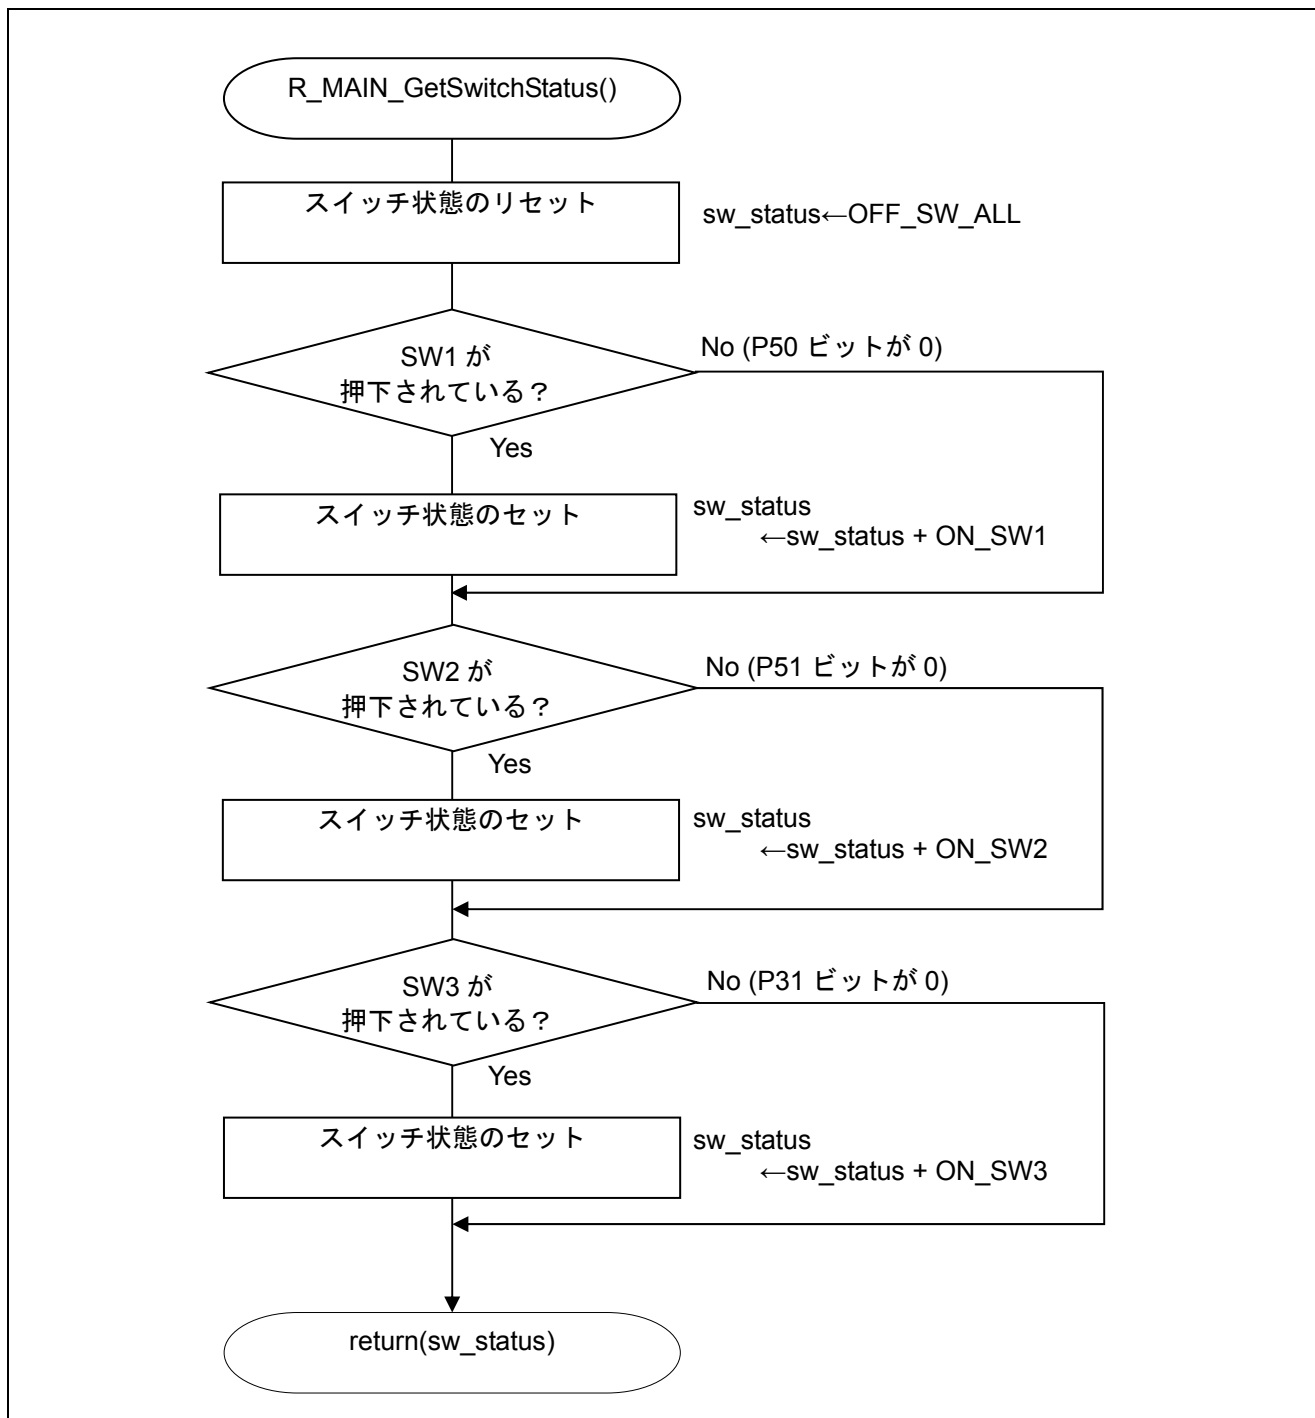 R_MAIN_GetSwitchStatus()
スイッチ状態のリセット
sw_status←OFF_SW_ALL
No (P50 ビットが 0)
SW1 が
押下されている？
Yes
スイッチ状態のセット
sw_status
←sw_status + ON_SW1
No (P51 ビットが 0)
SW2 が
押下されている？
Yes
スイッチ状態のセット
sw_status
←sw_status + ON_SW2
No (P31 ビットが 0)
SW3 が
押下されている？
Yes
スイッチ状態のセット
sw_status
←sw_status + ON_SW3
return(sw_status)